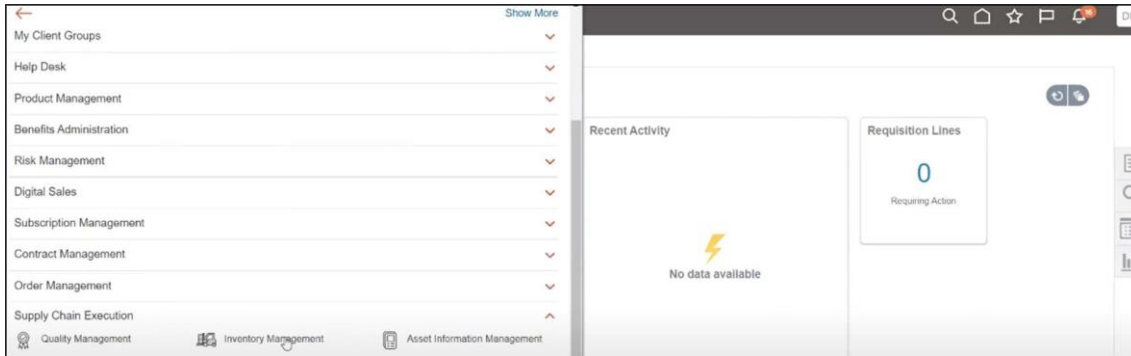 Show More
My Client Groups
Help Desk
Product Management
Benefits Administration
Risk Management
Digital Sales
Subscription Management
Contract Management
Order Management
Supply Chain Execution
Quality Management
Inventory Management
Asset Information Management
Recent Activity
No data available
Requisition Lines
0
Requiring Action